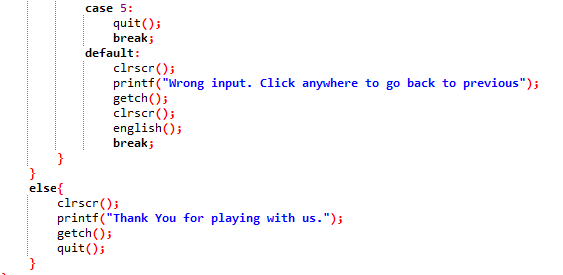 case 5:
quit();
break;
default:
clrscr();
printf("Wrong input. Click anywhere to go back to previous");
getch();
clrscr();
english();
break;
}
}
else{
clrscr();
printf("Thank You for playing with us.");
getch();
quit();
}
}